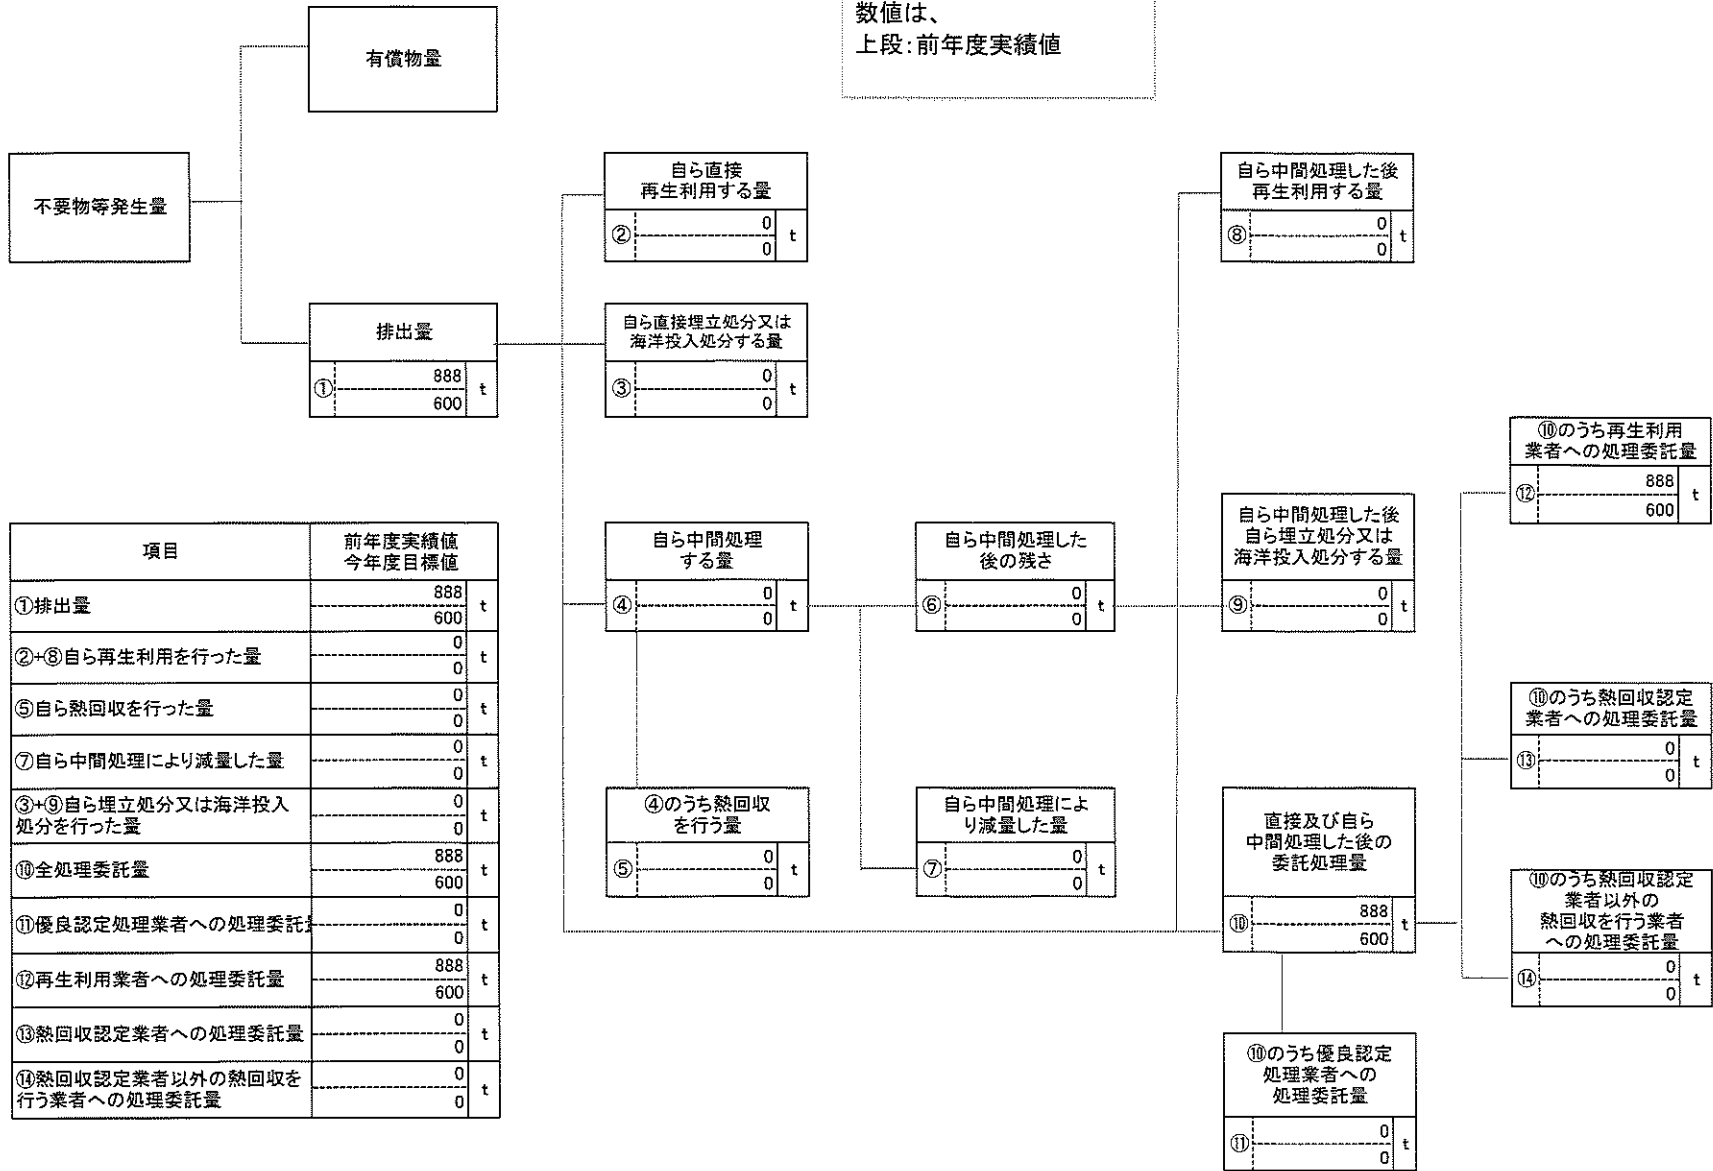 数値は、
上段:前年度実績値
有償物量
不要物等発生量
排出量
① 888 t
600
自ら直接
再生利用する量
② 0 t
0
自ら直接埋立処分又は
海洋投入処分する量
③ 0 t
0
自ら中間処理
する量
④ 0 t
0
④のうち熱回収
を行う量
⑤ 0 t
0
自ら中間処理した
後の残さ
⑥ 0 t
0
自ら中間処理によ
り減量した量
⑦ 0 t
0
自ら中間処理した後
再生利用する量
⑧ 0 t
0
自ら中間処理した後
自ら埋立処分又は
海洋投入処分する量
⑨ 0 t
0
直接及び自ら
中間処理した後の
委託処理量
⑩ 888 t
600
⑩のうち優良認定
処理業者への
処理委託量
⑪ 0 t
0
⑩のうち再生利用
業者への処理委託量
⑫ 888 t
600
⑩のうち熱回収認定
業者への処理委託量
⑬ 0 t
0
⑩のうち熱回収認定
業者以外の
熱回収を行う業者
への処理委託量
⑭ 0 t
0
項目 前年度実績値
今年度目標値
①排出量 888 t
600
②+⑧自ら再生利用を行った量 0 t
0
⑤自ら熱回収を行った量 0 t
0
⑦自ら中間処理により減量した量 0 t
0
③+⑨自ら埋立処分又は海洋投入
処分を行った量 0 t
0
⑩全処理委託量 888 t
600
⑪優良認定処理業者への処理委託 0 t
0
⑫再生利用業者への処理委託量 888 t
600
⑬熱回収認定業者への処理委託量 0 t
0
⑭熱回収認定業者以外の熱回収を
行う業者への処理委託量 0 t
0